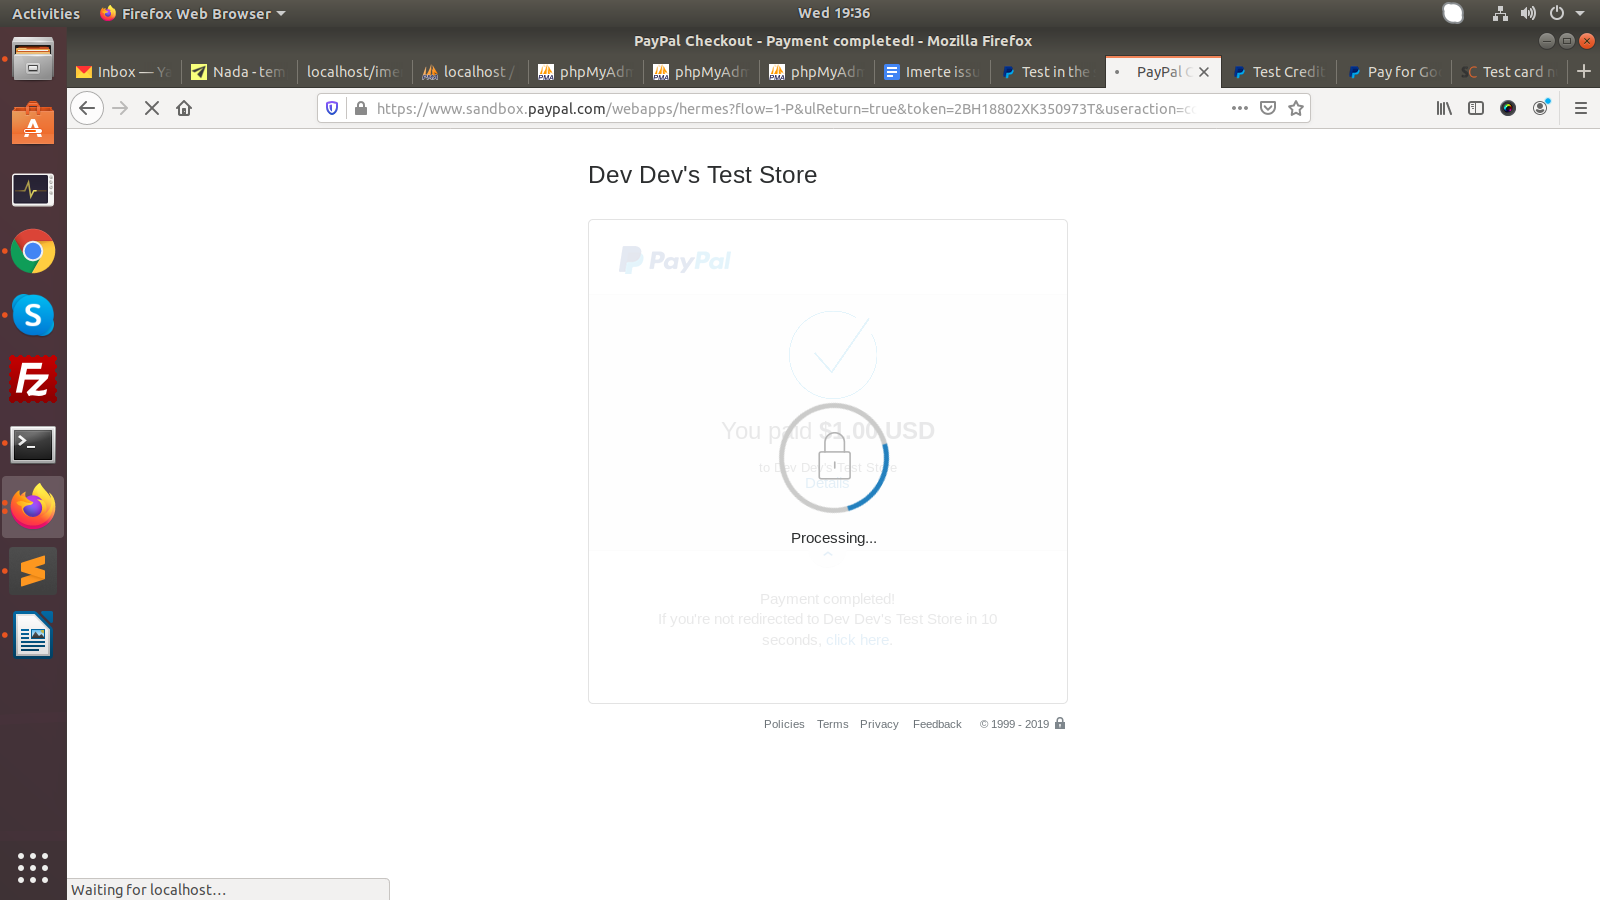 Activities Firefox Web Browser Wed 19:36
PayPal Checkout - Payment completed! - Mozilla Firefox
Inbox — Ya Nada - tem localhost/ime localhost / phpMyAdm phpMyAdm phpMyAdm Imerte issu Test in the PayPal C Test Credit Pay for Go Test card n
https://www.sandbox.paypal.com/webapps/hermes?flow=1-P&ulReturn=true&token=2BH18802XK350973T&useraction=co
Dev Dev's Test Store
PayPal
You paid $1.00 USD
to Dev Dev's Test Store
Details
Processing...
Payment completed!
If you're not redirected to Dev Dev's Test Store in 10
seconds, click here.
Policies Terms Privacy Feedback © 1999 - 2019
Waiting for localhost…